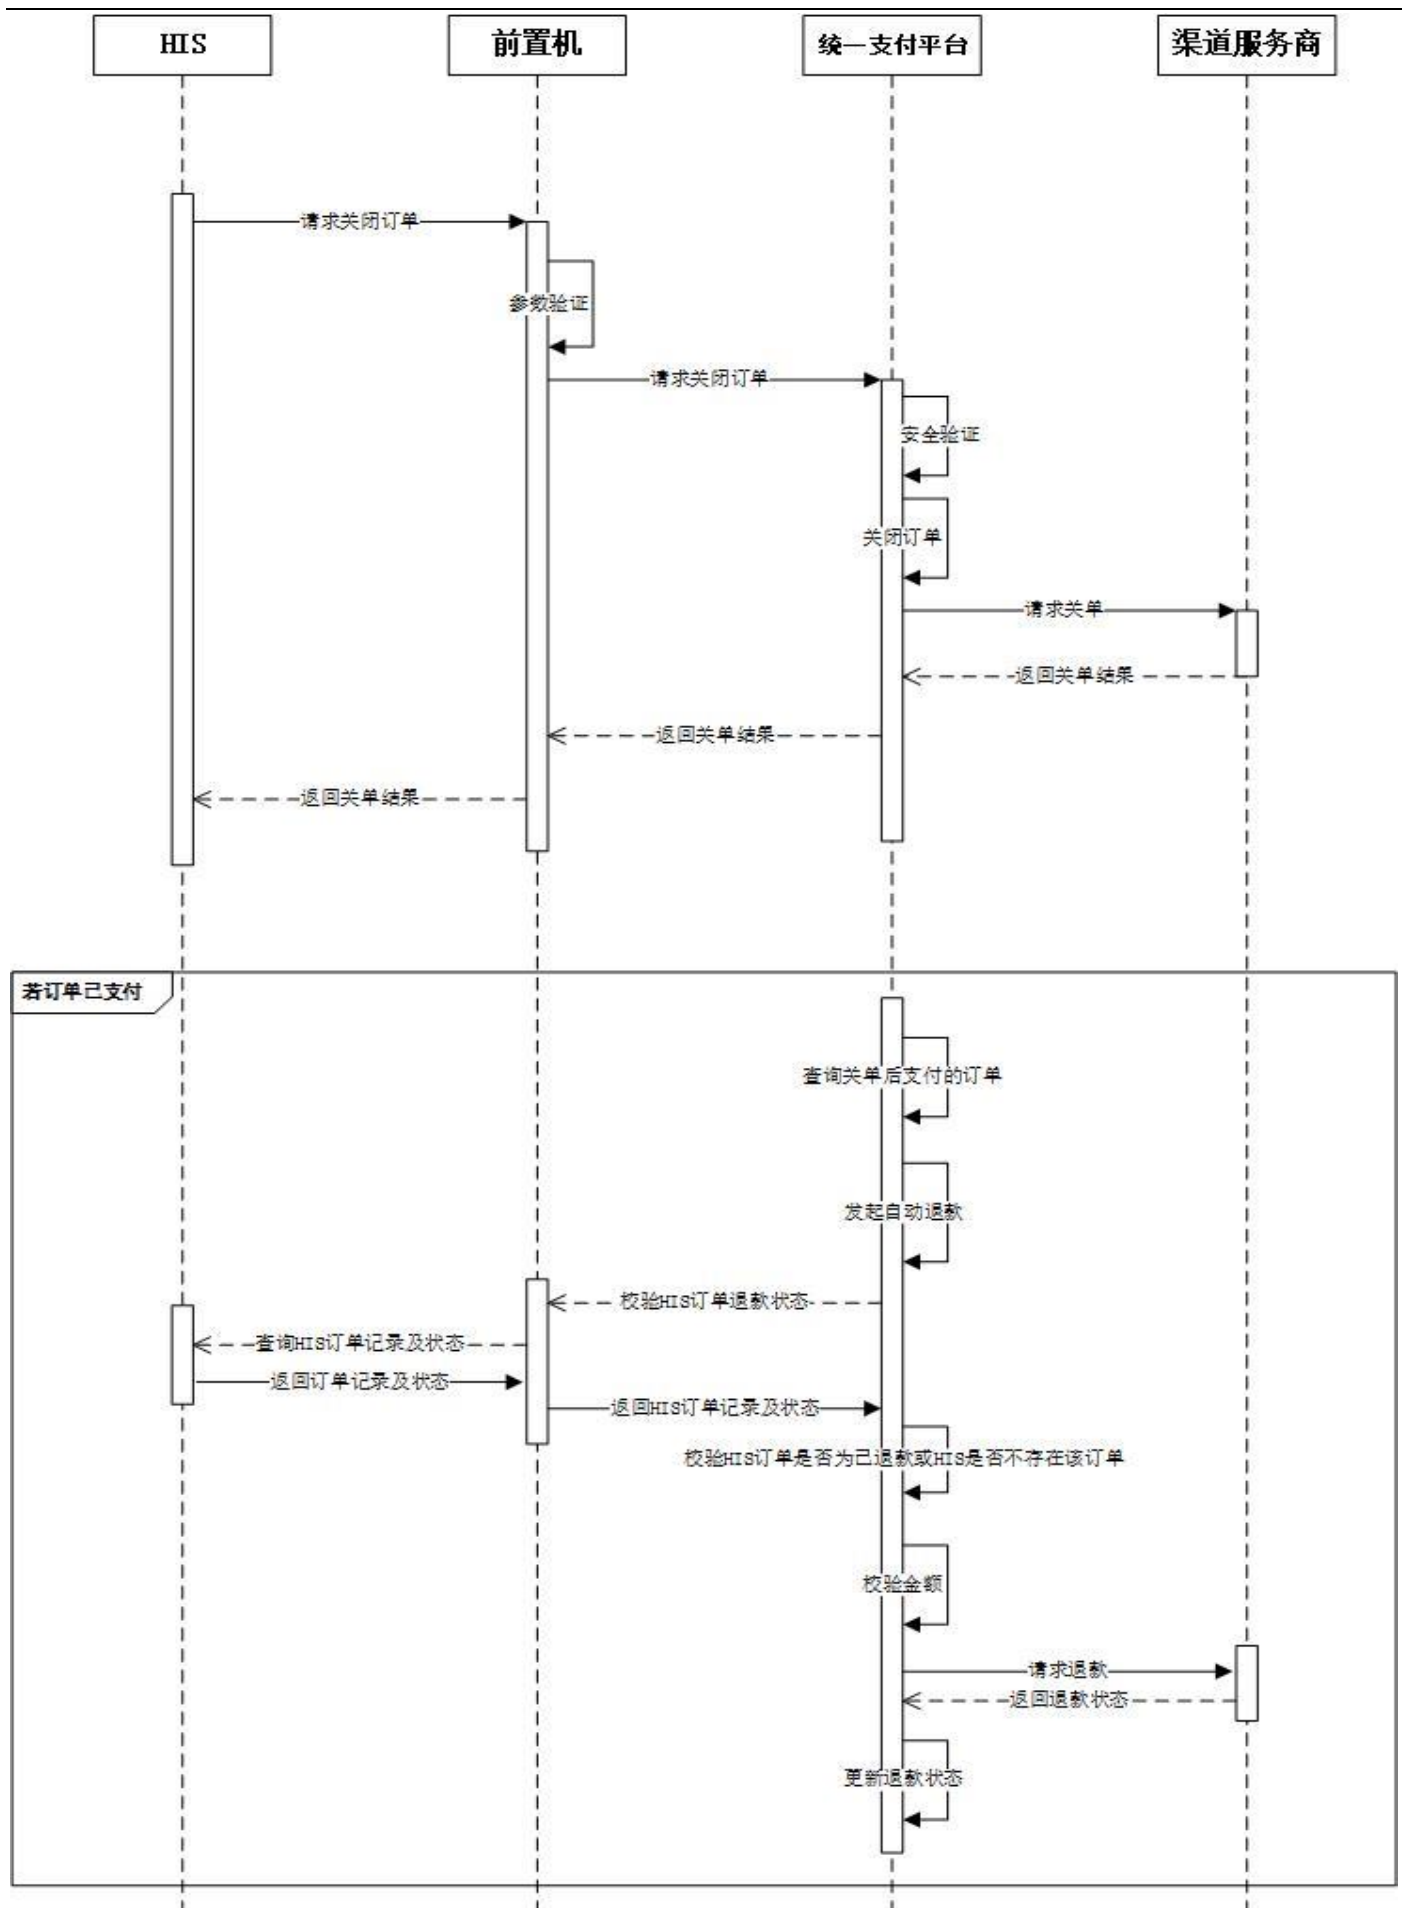 HIS
前置机
统一支付平台
渠道服务商
请求关闭订单
参数验证
请求关闭订单
安全验证
关闭订单
请求关单
返回关单结果
返回关单结果
返回关单结果
若订单已支付
查询关单后支付的订单
发起自动退款
校验HIS订单退款状态
查询HIS订单记录及状态
返回订单记录及状态
返回HIS订单记录及状态
校验HIS订单是否为已退款或HIS是否不存在该订单
校验金额
请求退款
返回退款状态
更新退款状态